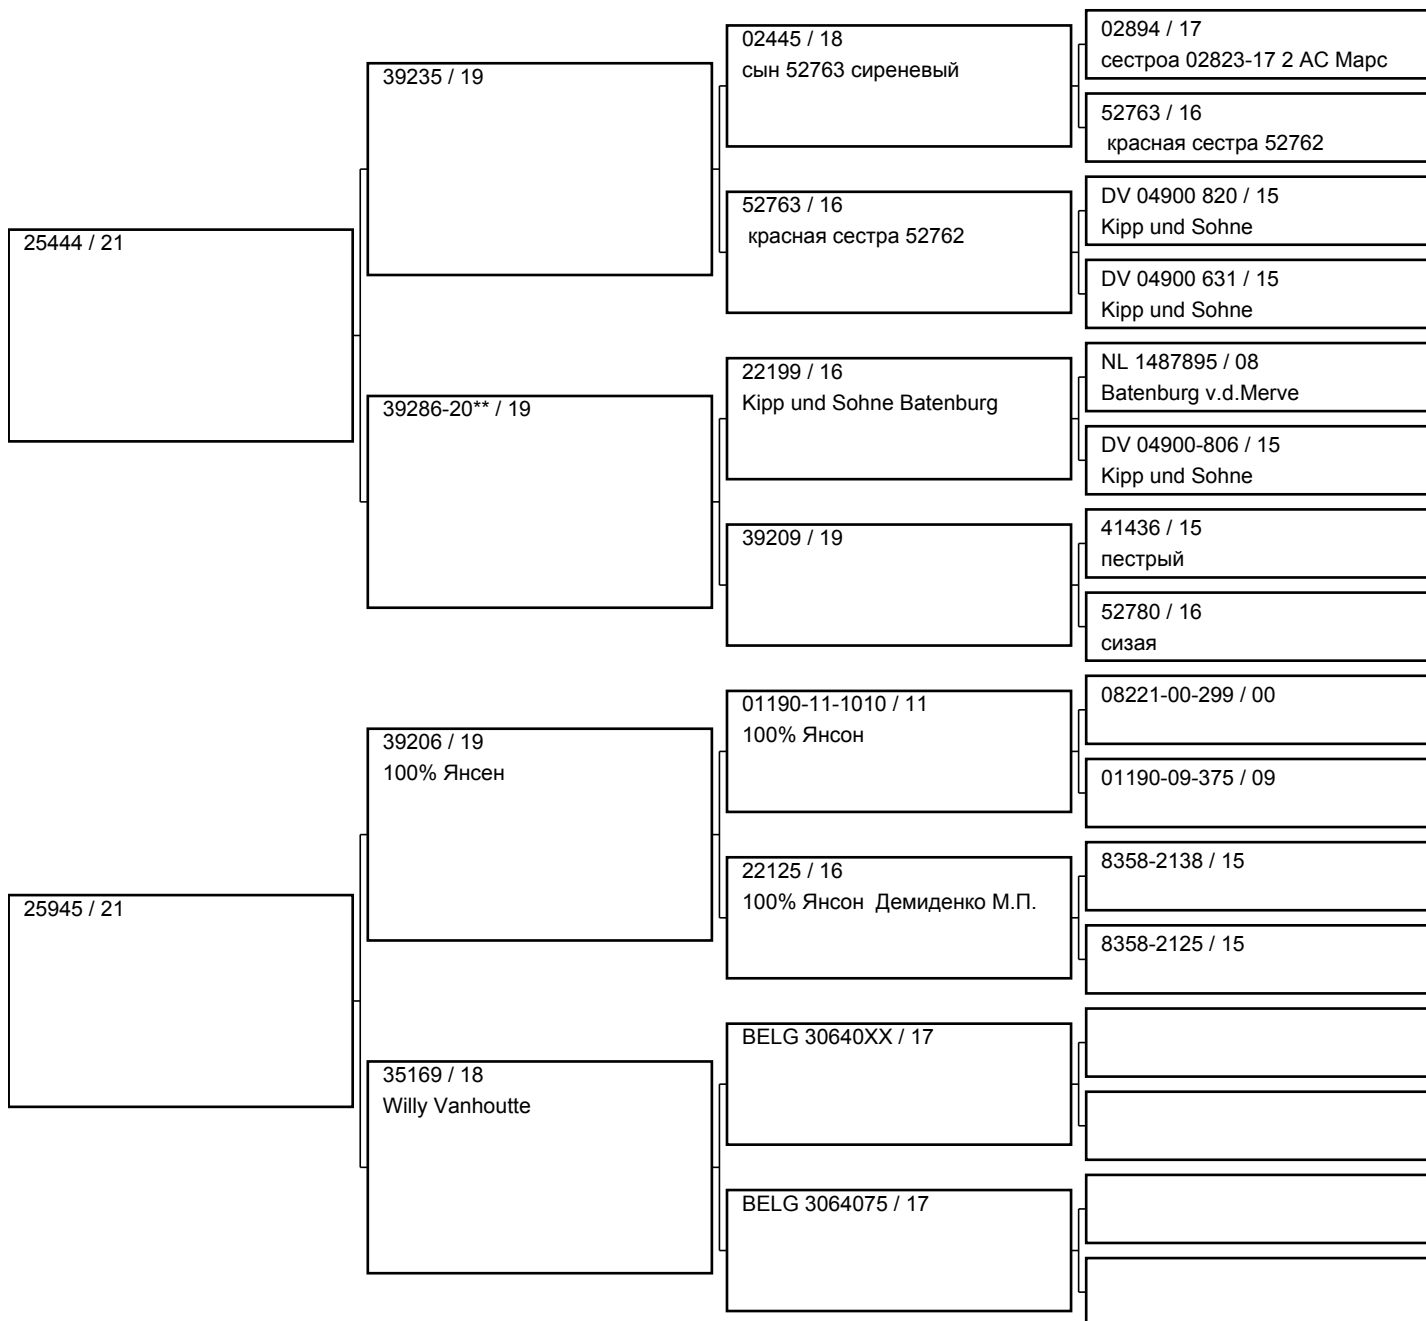 25444 / 21
39235 / 19
02445 / 18
сын 52763 сиреневый
02894 / 17
сестроа 02823-17 2 АС Марс
52763 / 16
красная сестра 52762
52763 / 16
красная сестра 52762
DV 04900 820 / 15
Kipp und Sohne
DV 04900 631 / 15
Kipp und Sohne
39286-20** / 19
22199 / 16
Kipp und Sohne Batenburg
NL 1487895 / 08
Batenburg v.d.Merve
DV 04900-806 / 15
Kipp und Sohne
39209 / 19
41436 / 15
пестрый
52780 / 16
сизая
25945 / 21
39206 / 19
100% Янсен
01190-11-1010 / 11
100% Янсон
08221-00-299 / 00
01190-09-375 / 09
22125 / 16
100% Янсон  Демиденко М.П.
8358-2138 / 15
8358-2125 / 15
35169 / 18
Willy Vanhoutte
BELG 30640XX / 17
BELG 3064075 / 17